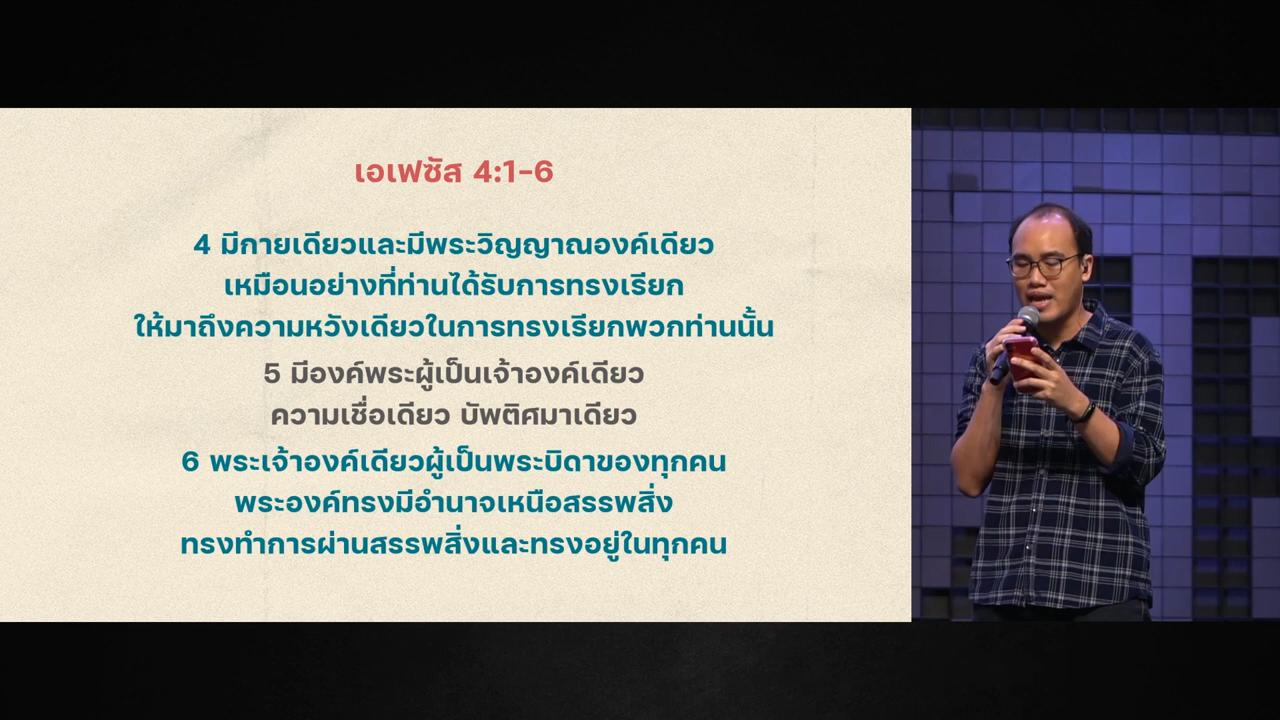 เอเฟซัส 4:1-6
4 มีกายเดียวและมีพระวิญญาณองค์เดียว
เหมือนอย่างที่ท่านได้รับการทรงเรียก
ให้มาถึงความหวังเดียวในการทรงเรียกพวกท่านนั้น
5 มีองค์พระผู้เป็นเจ้าองค์เดียว
ความเชื่อเดียว บัพติศมาเดียว
6 พระเจ้าองค์เดียวผู้เป็นพระบิดาของทุกคน
พระองค์ทรงมีอำนาจเหนือสรรพสิ่ง
ทรงทำการผ่านสรรพสิ่งและทรงอยู่ในทุกคน